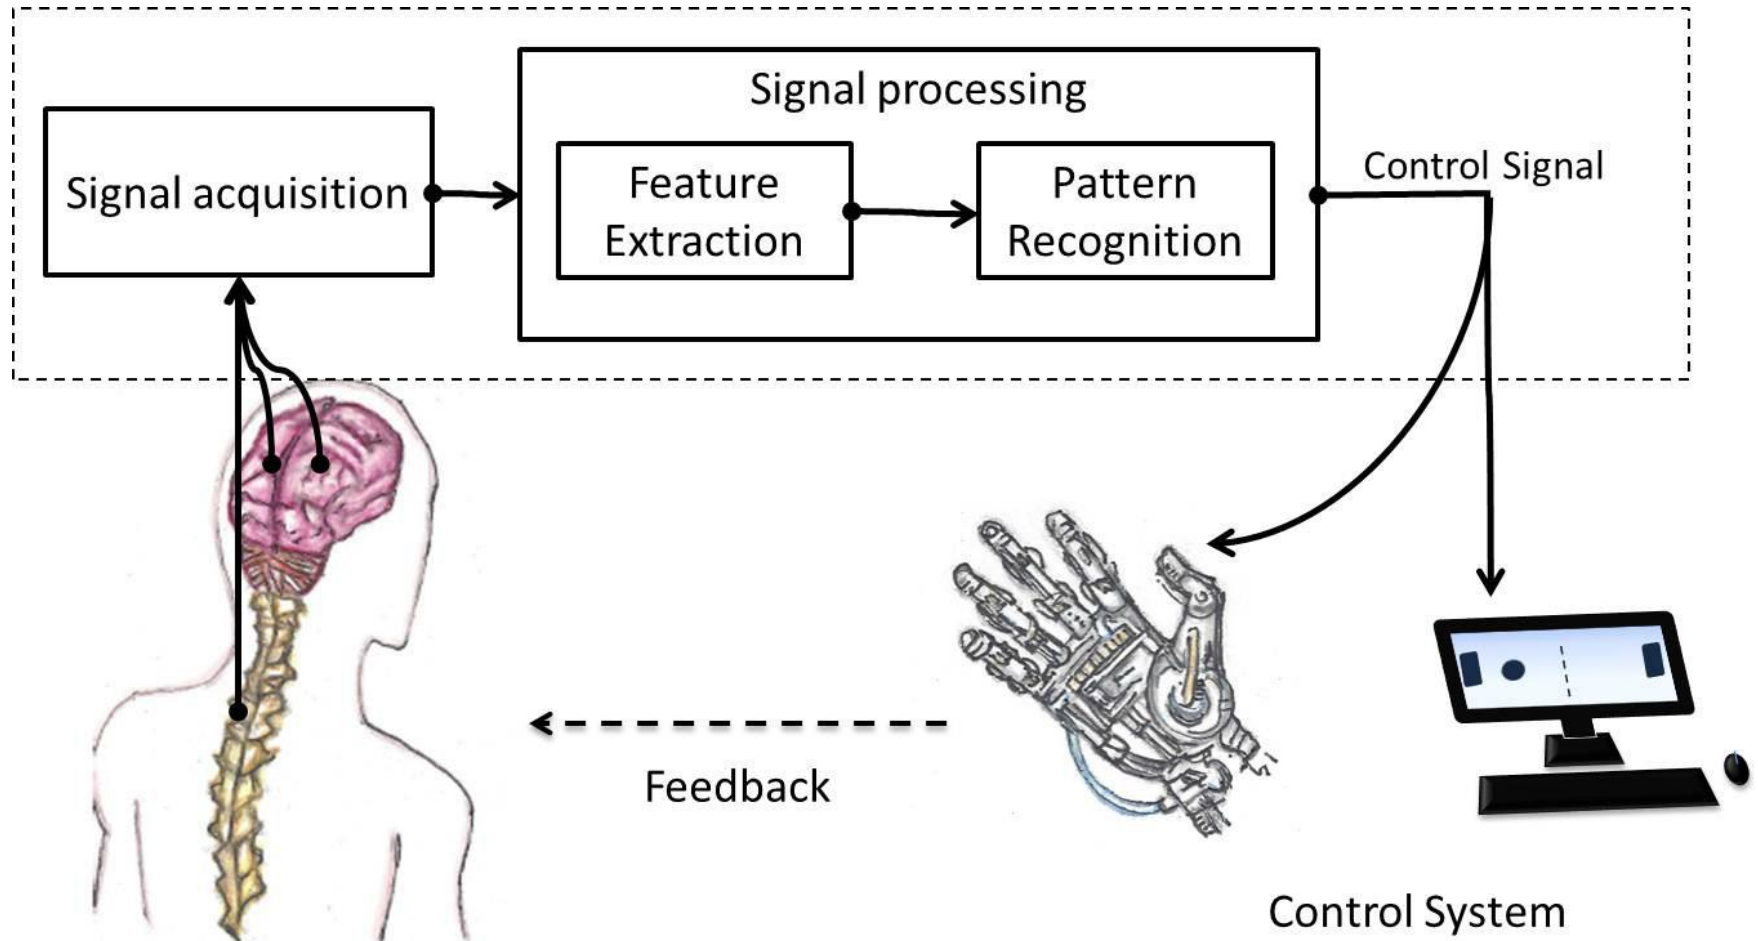 Signal processing
Signal acquisition
Feature
Extraction
Pattern
Recognition
Control Signal
Feedback
Control System